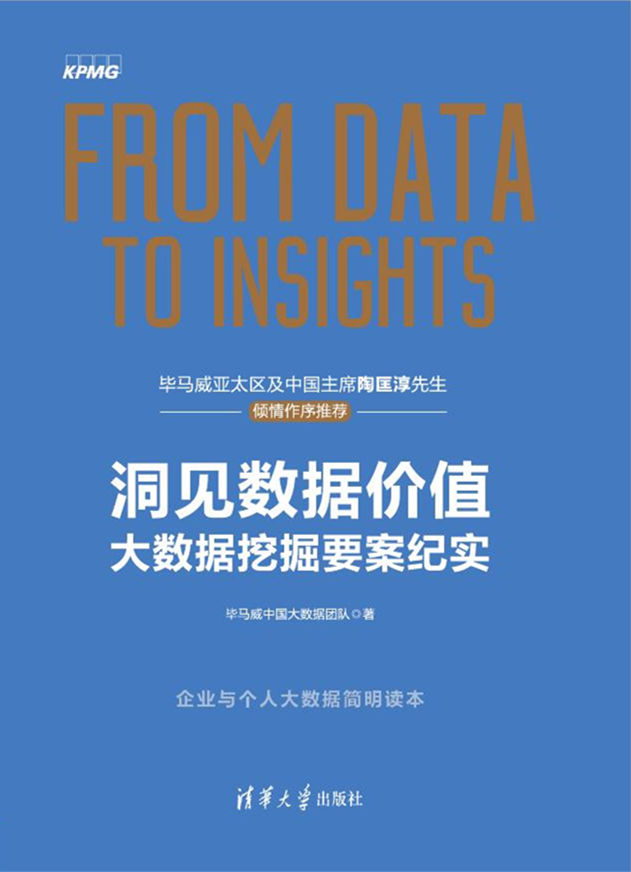 KPMG
FROM DATA
TO INSIGHTS
毕马威亚太区及中国主席陶匡淳先生
倾情作序推荐
洞见数据价值
大数据挖掘要案纪实
毕马威中国大数据团队◎著
企业与个人大数据简明读本
清华大学出版社